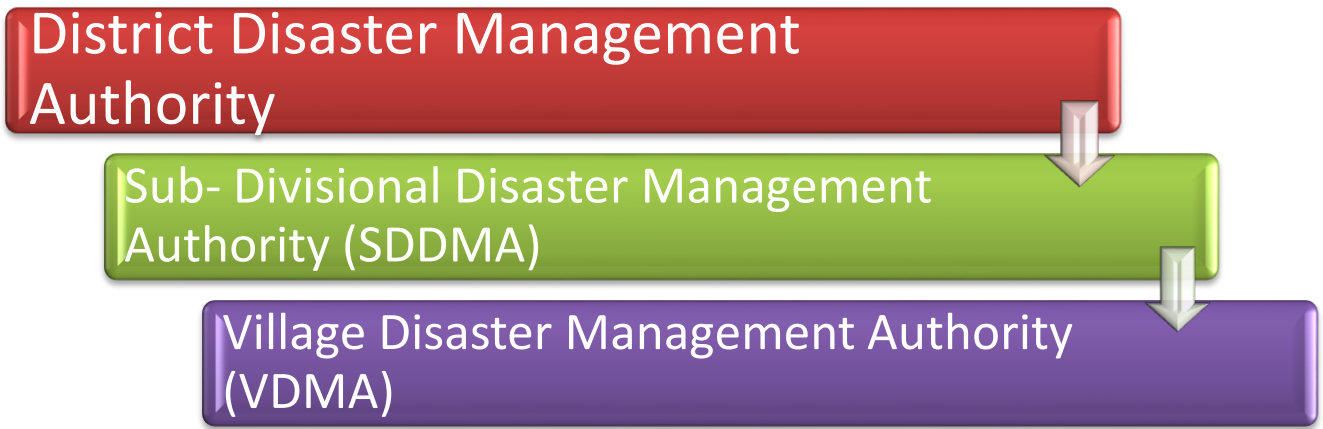 District Disaster Management
Authority
Sub- Divisional Disaster Management
Authority (SDDMA)
Village Disaster Management Authority
(VDMA)